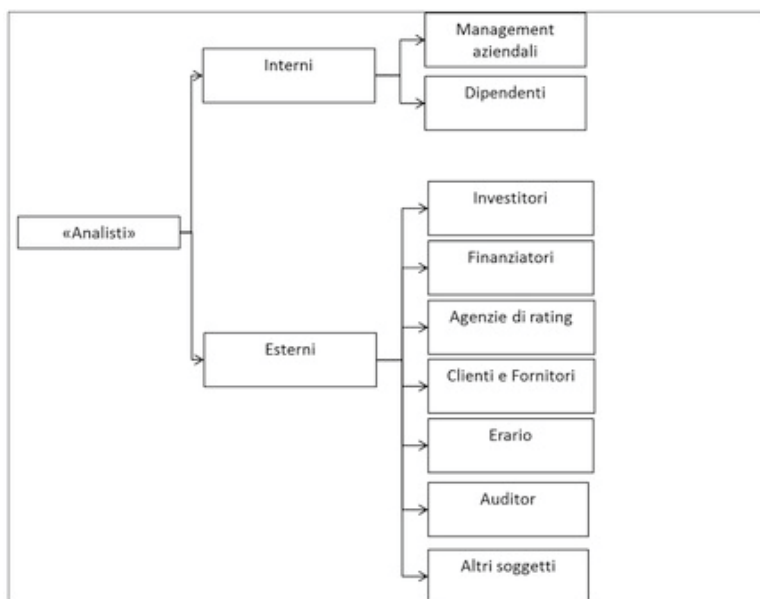 Management
aziendali
Interni
Dipendenti
Investitori
«Analisti»
Finanziatori
Agenzie di rating
Esterni
Clienti e Fornitori
Erario
Auditor
Altri soggetti